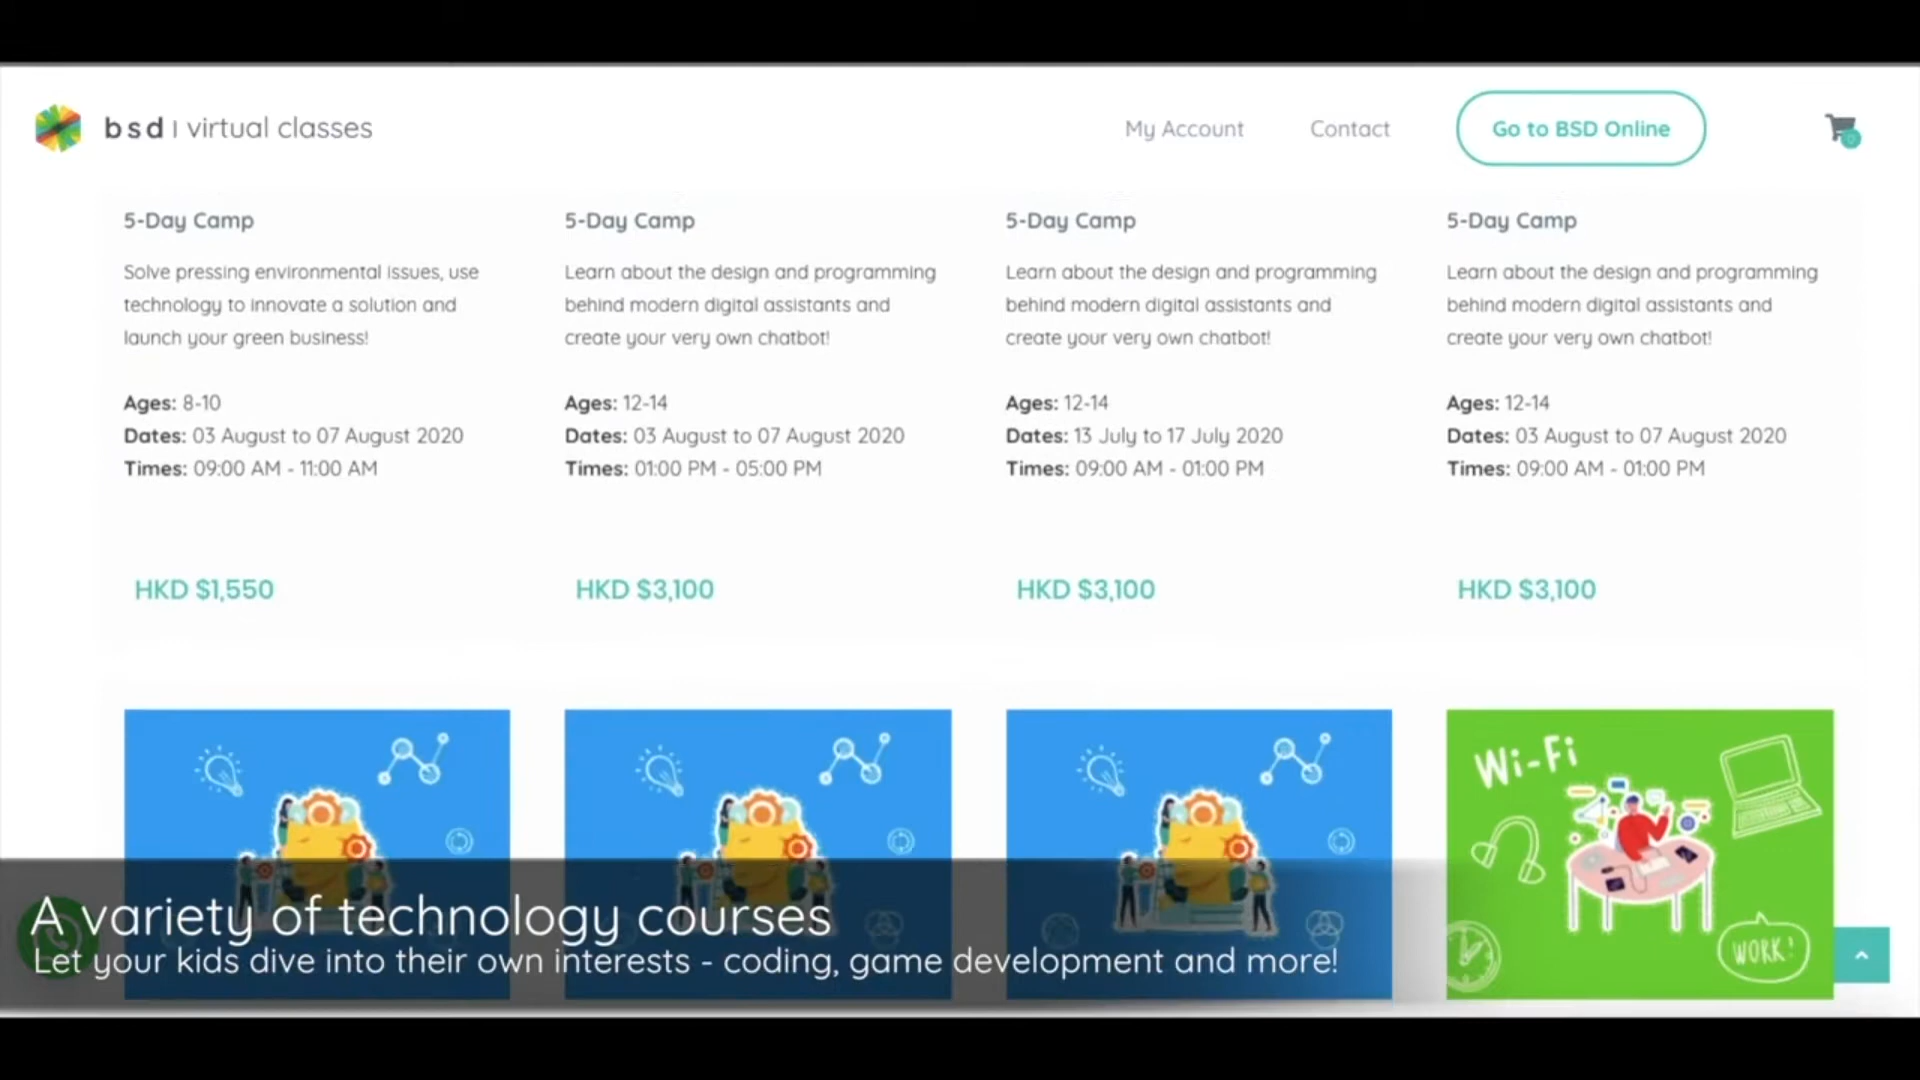 bsd | virtual classes
My Account
Contact
Go to BSD Online
5-Day Camp
Solve pressing environmental issues, use
technology to innovate a solution and
launch your green business!
Ages: 8-10
Dates: 03 August to 07 August 2020
Times: 09:00 AM - 11:00 AM
HKD $1,550
5-Day Camp
Learn about the design and programming
behind modern digital assistants and
create your very own chatbot!
Ages: 12-14
Dates: 03 August to 07 August 2020
Times: 01:00 PM - 05:00 PM
HKD $3,100
5-Day Camp
Learn about the design and programming
behind modern digital assistants and
create your very own chatbot!
Ages: 12-14
Dates: 13 July to 17 July 2020
Times: 09:00 AM - 01:00 PM
HKD $3,100
5-Day Camp
Learn about the design and programming
behind modern digital assistants and
create your very own chatbot!
Ages: 12-14
Dates: 03 August to 07 August 2020
Times: 09:00 AM - 01:00 PM
HKD $3,100
Wi-Fi
WORK!
A variety of technology courses
Let your kids dive into their own interests - coding, game development and more!